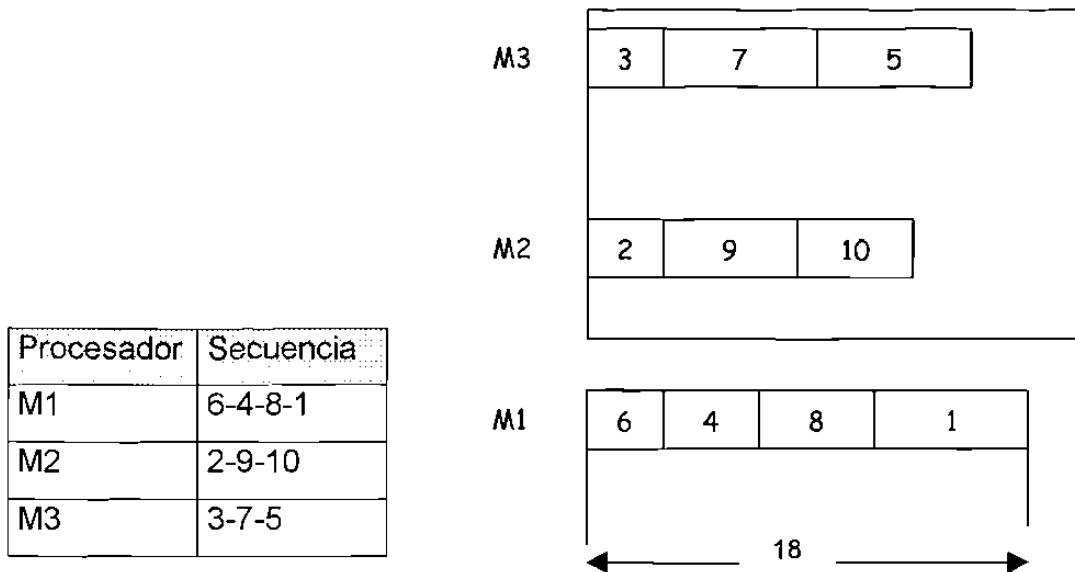 M3 3 7 5
M2 2 9 10
Procesador Secuencia
M1 6-4-8-1
M2 2-9-10
M3 3-7-5
M1 6 4 8 1
18